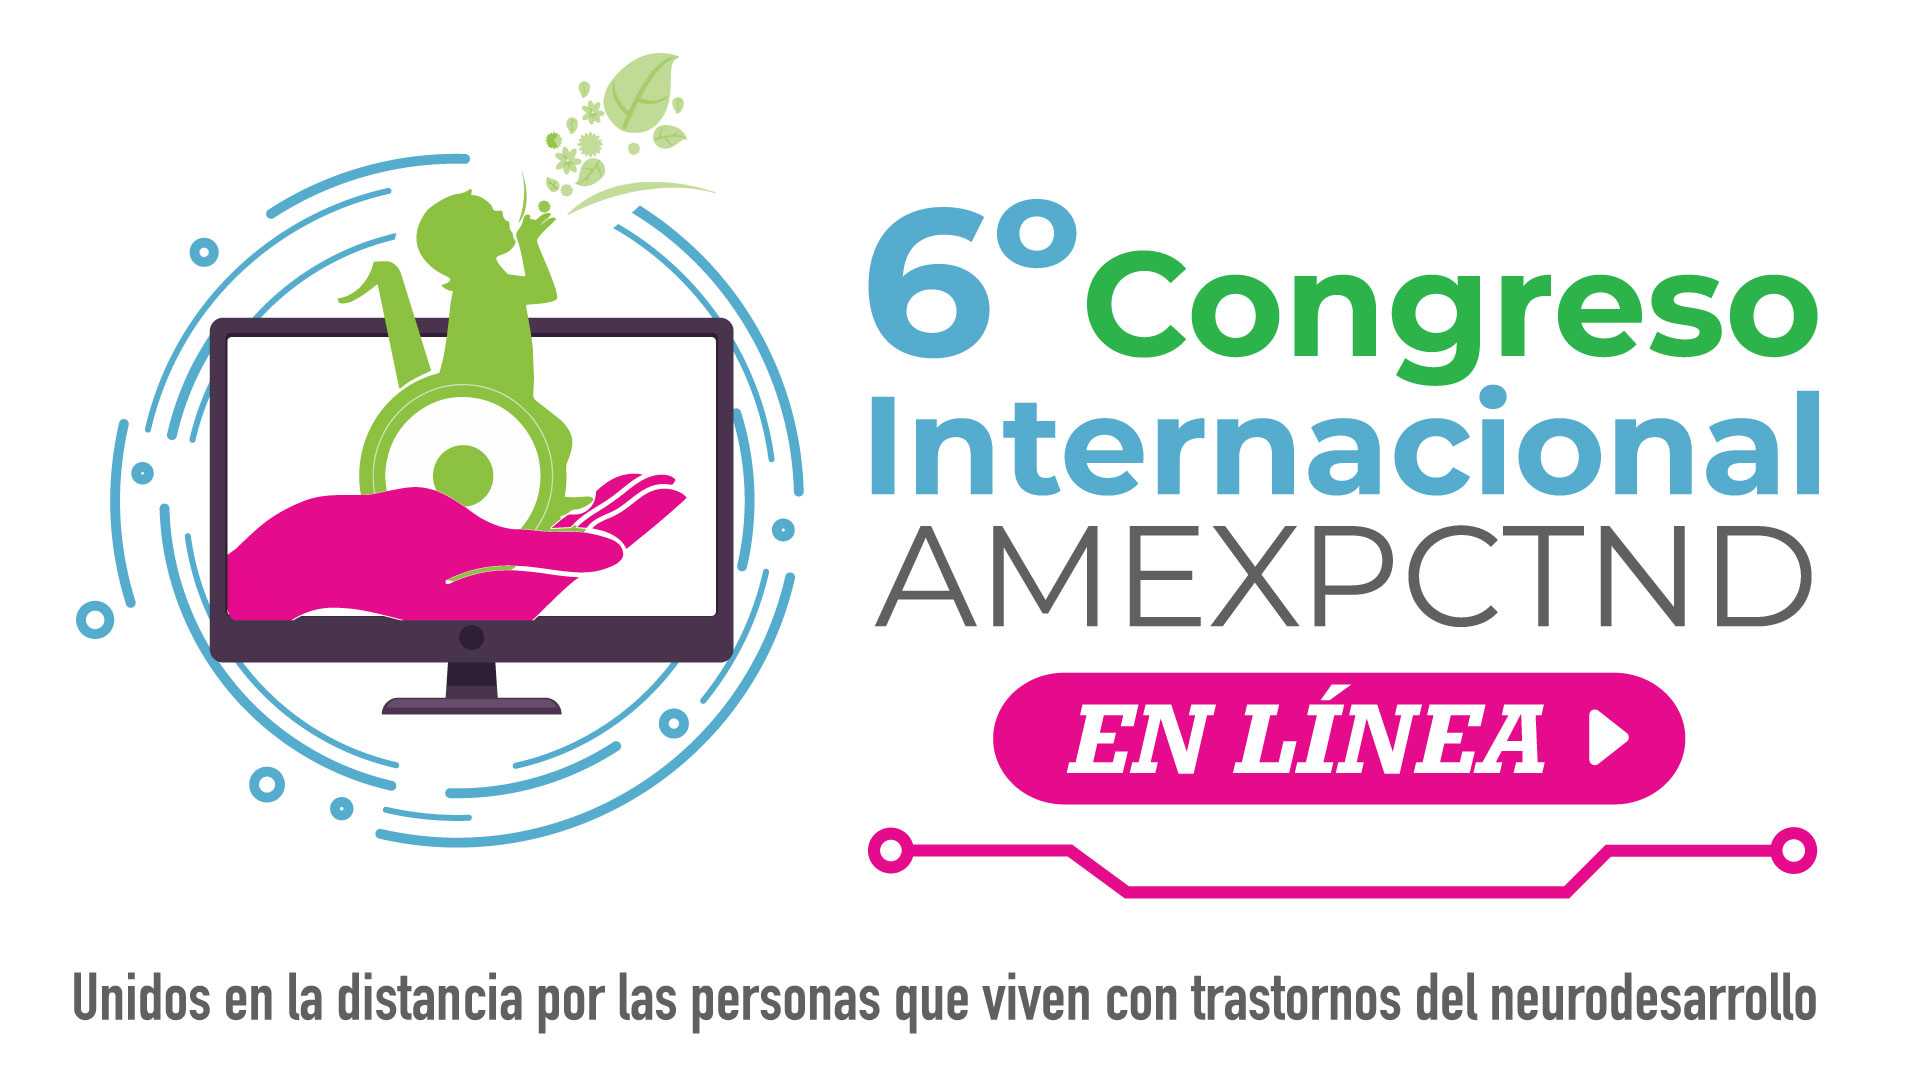 6° Congreso
Internacional
AMEXPCTND
EN LÍNEA
Unidos en la distancia por las personas que viven con trastornos del neurodesarrollo